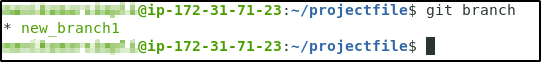 @ip-172-31-71-23:~/projectfile$ git branch
* new_branch1
@ip-172-31-71-23:~/projectfile$